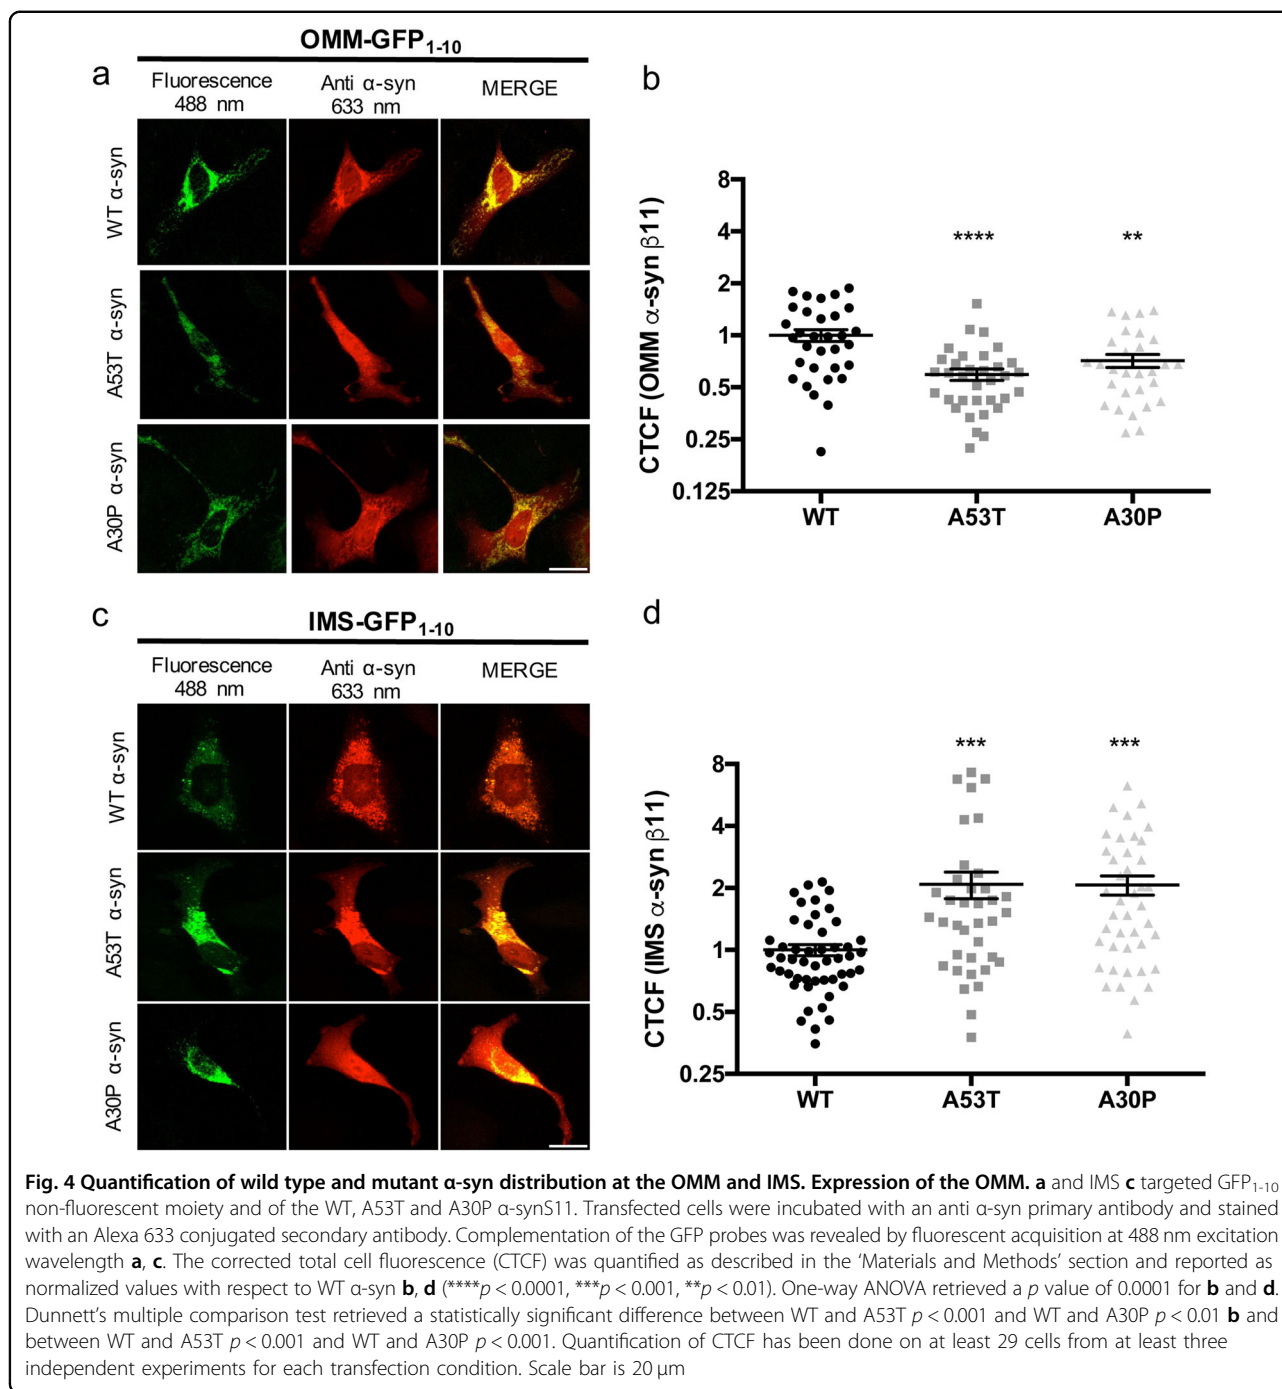 OMM-GFP1-10
a
Fluorescence 488 nm
Anti α-syn 633 nm
MERGE
WT α-syn
A53T α-syn
A30P α-syn
b
CTCF (OMM α-syn β11)
8
4
2
1
0.5
0.25
0.125
****
**
WT A53T A30P
c
IMS-GFP1-10
Fluorescence 488 nm
Anti α-syn 633 nm
MERGE
WT α-syn
A53T α-syn
A30P α-syn
d
CTCF (IMS α-syn β11)
8
4
2
1
0.5
0.25
***
***
WT A53T A30P
Fig. 4 Quantification of wild type and mutant α-syn distribution at the OMM and IMS. Expression of the OMM. a and IMS c targeted GFP1-10
non-fluorescent moiety and of the WT, A53T and A30P α-synS11. Transfected cells were incubated with an anti α-syn primary antibody and stained
with an Alexa 633 conjugated secondary antibody. Complementation of the GFP probes was revealed by fluorescent acquisition at 488 nm excitation
wavelength a, c. The corrected total cell fluorescence (CTCF) was quantified as described in the 'Materials and Methods' section and reported as
normalized values with respect to WT α-syn b, d (****p < 0.0001, ***p < 0.001, **p < 0.01). One-way ANOVA retrieved a p value of 0.0001 for b and d.
Dunnett's multiple comparison test retrieved a statistically significant difference between WT and A53T p < 0.001 and WT and A30P p < 0.01 b and
between WT and A53T p < 0.001 and WT and A30P p < 0.001. Quantification of CTCF has been done on at least 29 cells from at least three
independent experiments for each transfection condition. Scale bar is 20 μm